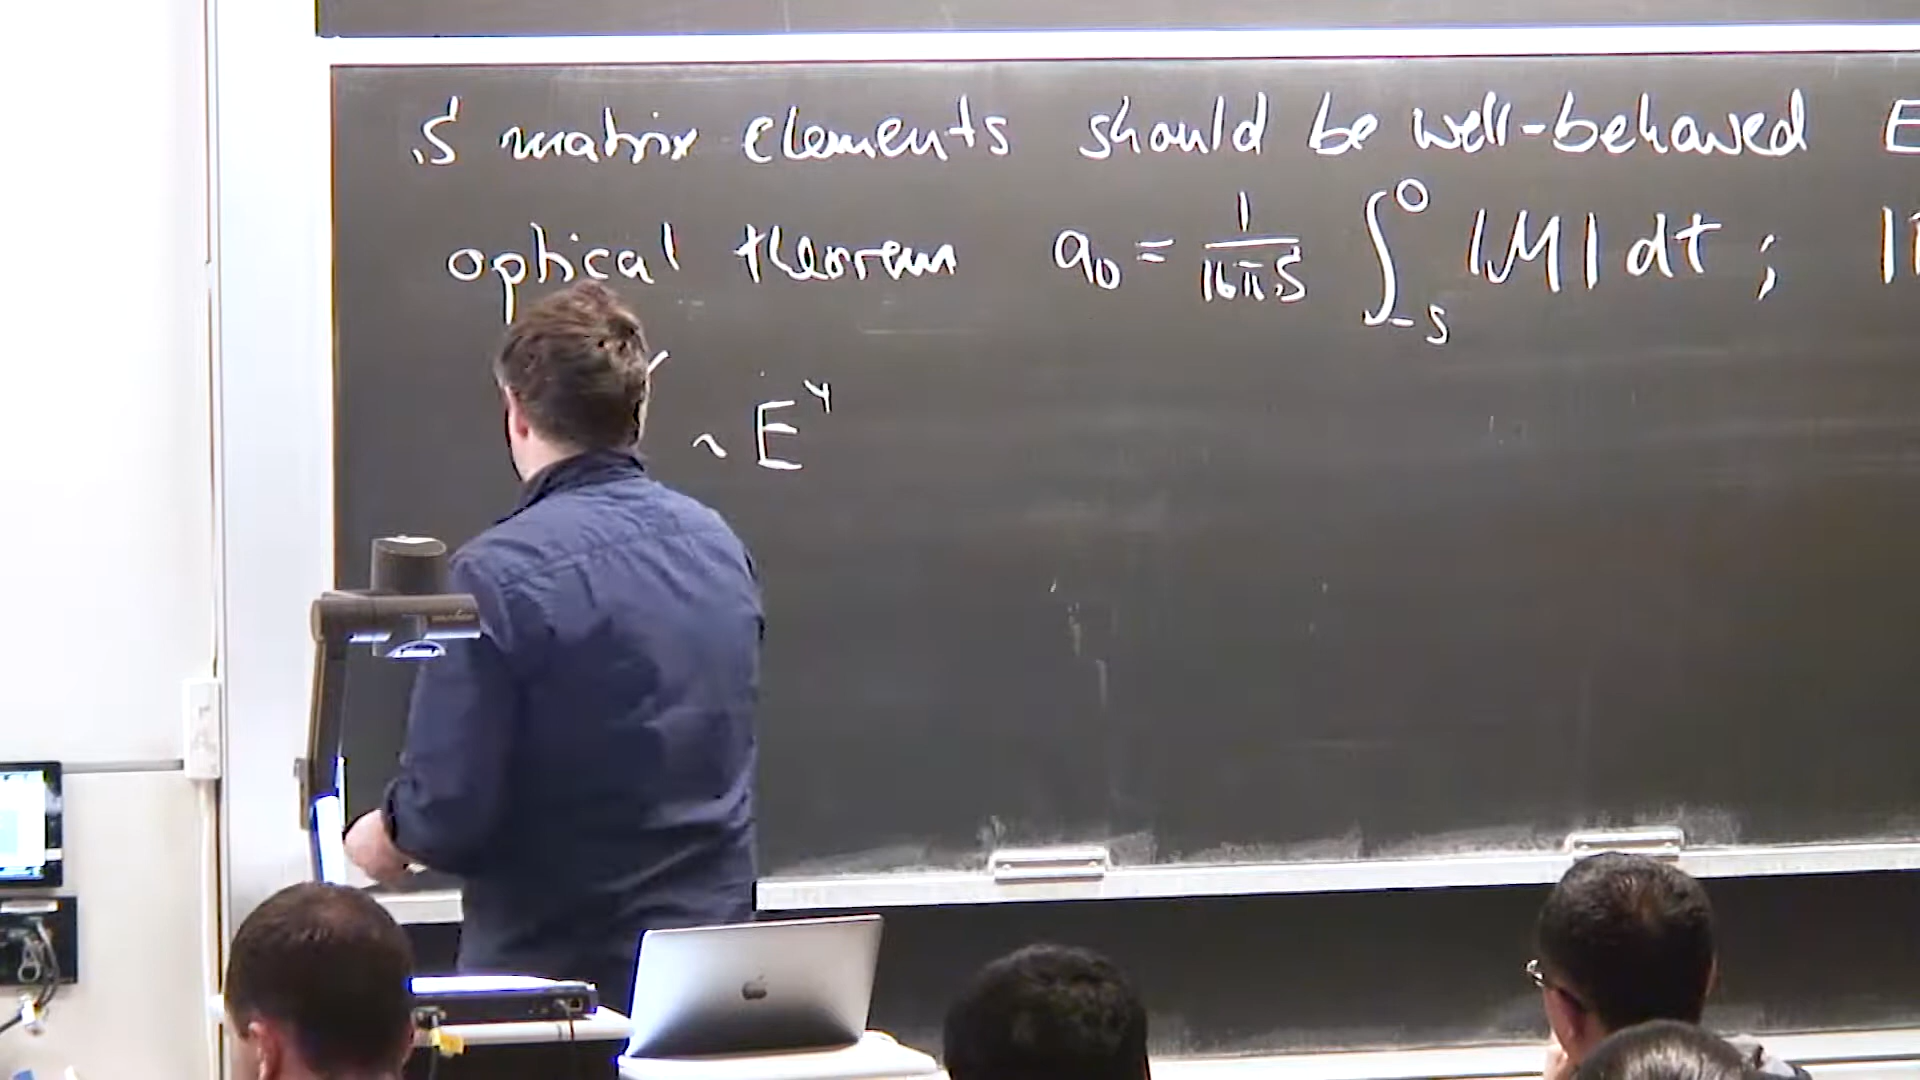 S matrix elements should be well-behaved E
optical theorem a₀ = 1/(16πs) ∫₋ₛ⁰ |M| dt ; |
~ E⁴